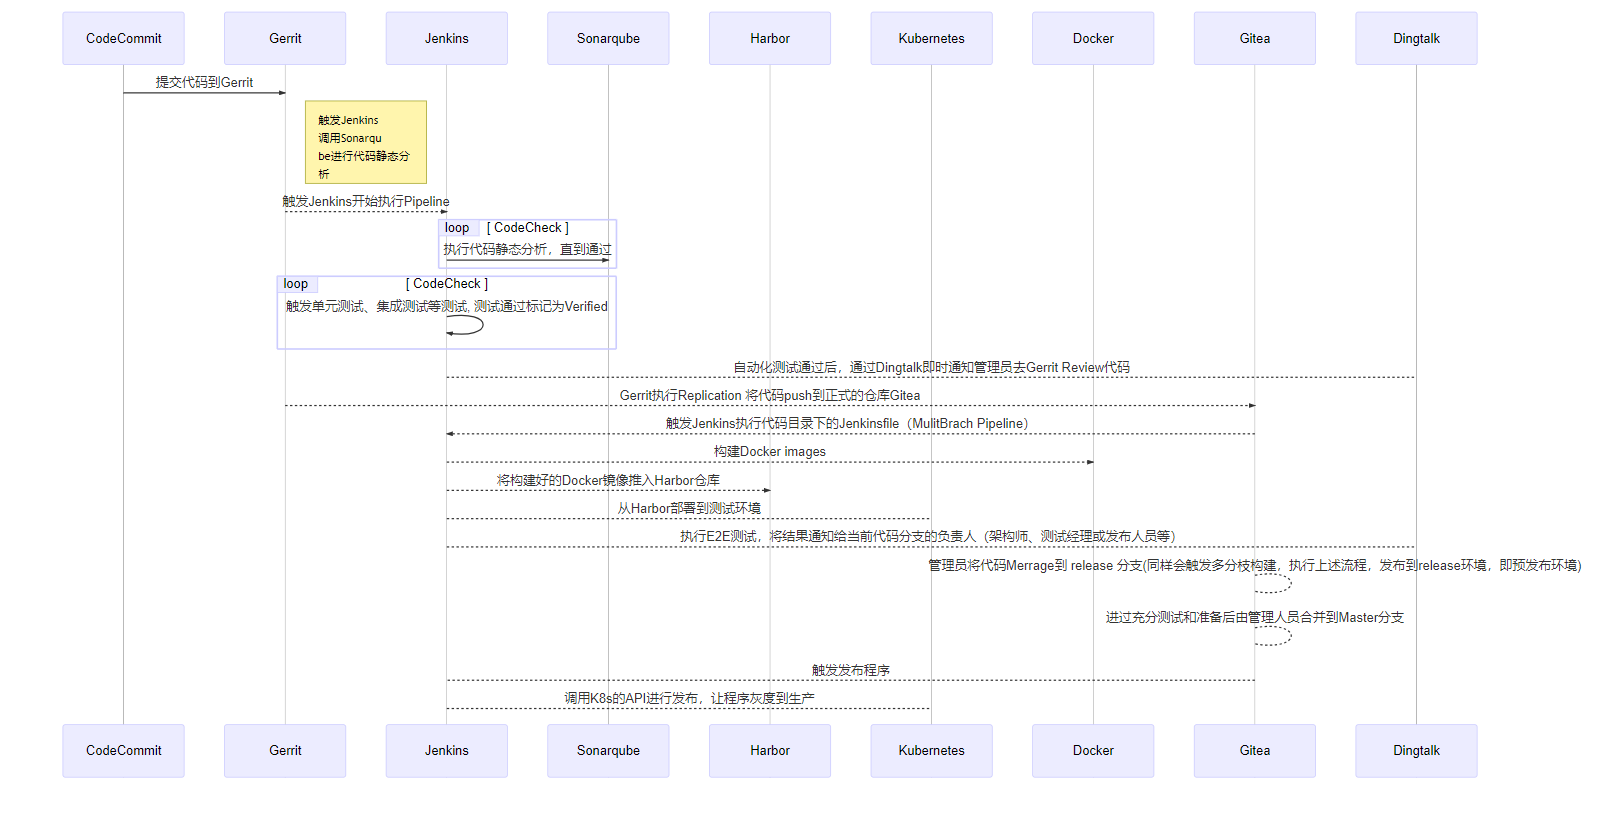 CodeCommit
Gerrit
Jenkins
Sonarqube
Harbor
Kubernetes
Docker
Gitea
Dingtalk
提交代码到Gerrit
触发Jenkins
调用Sonarqu
be进行代码静态分
析
触发Jenkins开始执行Pipeline
loop
[ CodeCheck ]
执行代码静态分析，直到通过
loop
[ CodeCheck ]
触发单元测试、集成测试等测试, 测试通过标记为Verified
自动化测试通过后，通过Dingtalk即时通知管理员去Gerrit Review代码
Gerrit执行Replication 将代码push到正式的仓库Gitea
触发Jenkins执行代码目录下的Jenkinsfile（MulitBrach Pipeline）
构建Docker images
将构建好的Docker镜像推入Harbor仓库
从Harbor部署到测试环境
执行E2E测试，将结果通知给当前代码分支的负责人（架构师、测试经理或发布人员等）
管理员将代码Merrage到 release 分支(同样会触发多分枝构建，执行上述流程，发布到release环境，即预发布环境)
进过充分测试和准备后由管理人员合并到Master分支
触发发布程序
调用K8s的API进行发布，让程序灰度到生产
CodeCommit
Gerrit
Jenkins
Sonarqube
Harbor
Kubernetes
Docker
Gitea
Dingtalk